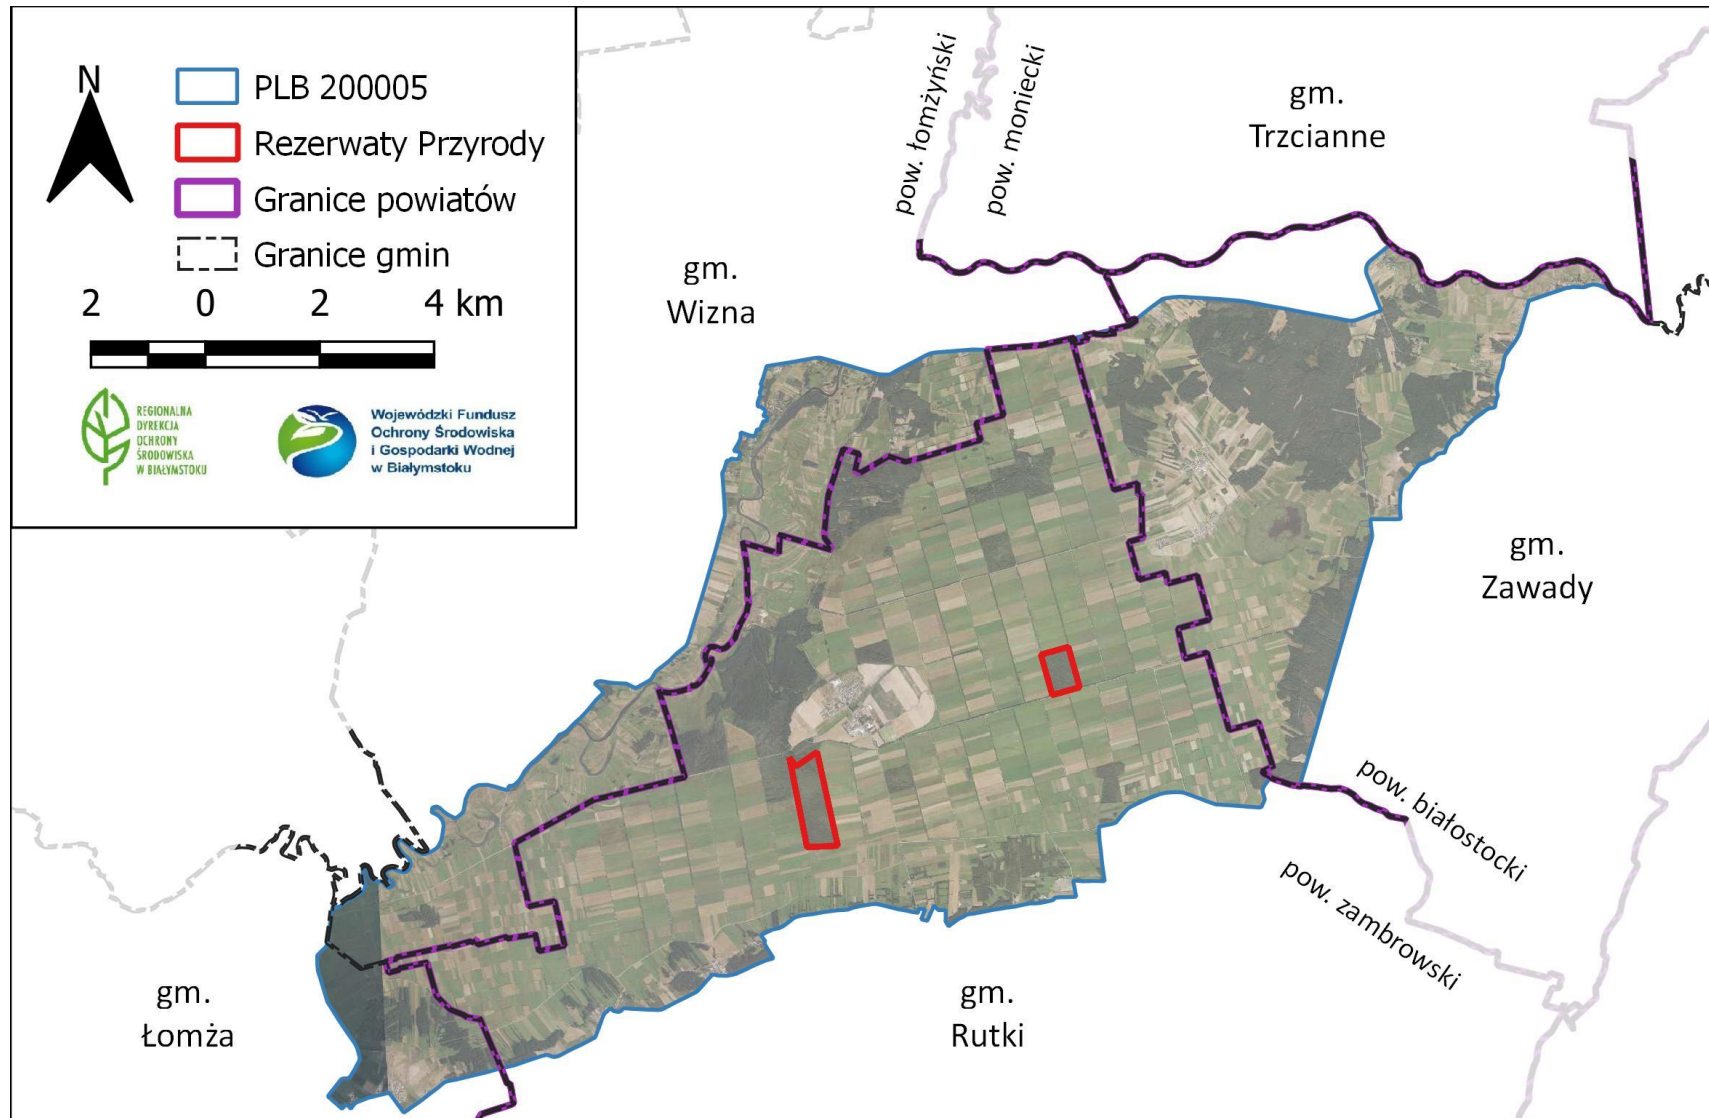 N
PLB 200005
Rezerwaty Przyrody
Granice powiatów
Granice gmin
2 0 2 4 km
REGIONALNA
DYREKCJA
OCHRONY
ŚRODOWISKA
W BIAŁYMSTOKU
Wojewódzki Fundusz
Ochrony Środowiska
i Gospodarki Wodnej
w Białymstoku
pow. łomżyński
pow. moniecki
gm.
Trzcianne
gm.
Wizna
gm.
Zawady
pow. białostocki
pow. zambrowski
gm.
Łomża
gm.
Rutki